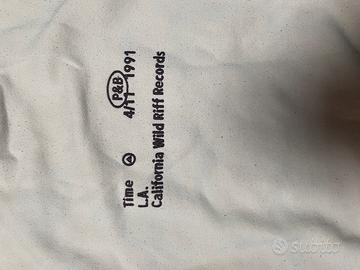 P&B
Time 4/11 1991
L.A.
California Wild Riff Records
subito